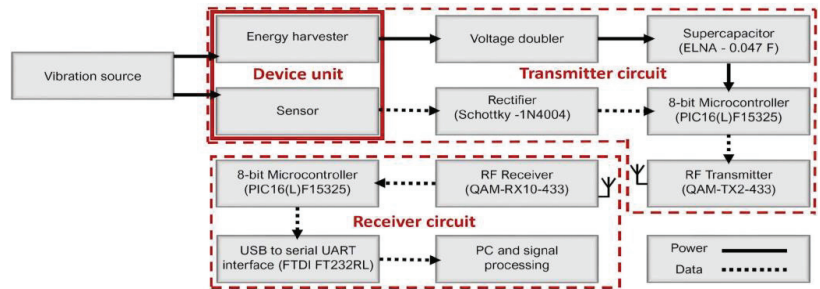 Vibration source
Energy harvester
Device unit
Sensor
Voltage doubler
Supercapacitor
(ELNA - 0.047 F)
Transmitter circuit
Rectifier
(Schottky -1N4004)
8-bit Microcontroller
(PIC16(L)F15325)
RF Transmitter
(QAM-TX2-433)
8-bit Microcontroller
(PIC16(L)F15325)
RF Receiver
(QAM-RX10-433)
Receiver circuit
USB to serial UART
interface (FTDI FT232RL)
PC and signal
processing
Power
Data